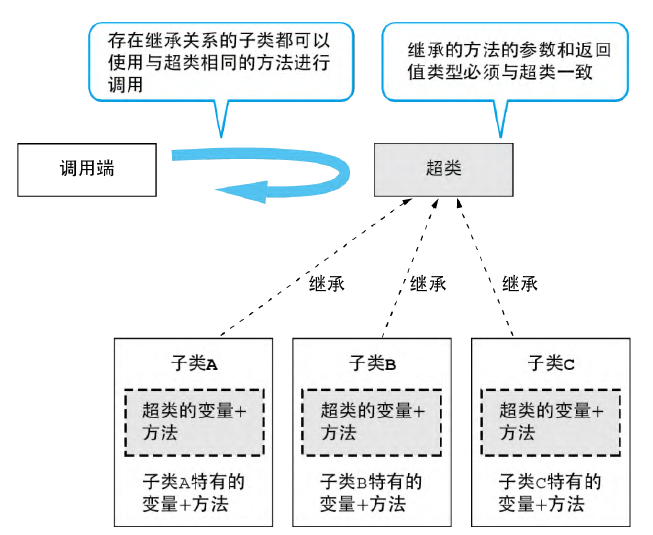 存在继承关系的子类都可以
使用与超类相同的方法进行
调用
继承的方法的参数和返回
值类型必须与超类一致
调用端
超类
继承
继承
继承
子类A
超类的变量+
方法
子类A特有的
变量+方法
子类B
超类的变量+
方法
子类B特有的
变量+方法
子类C
超类的变量+
方法
子类C特有的
变量+方法